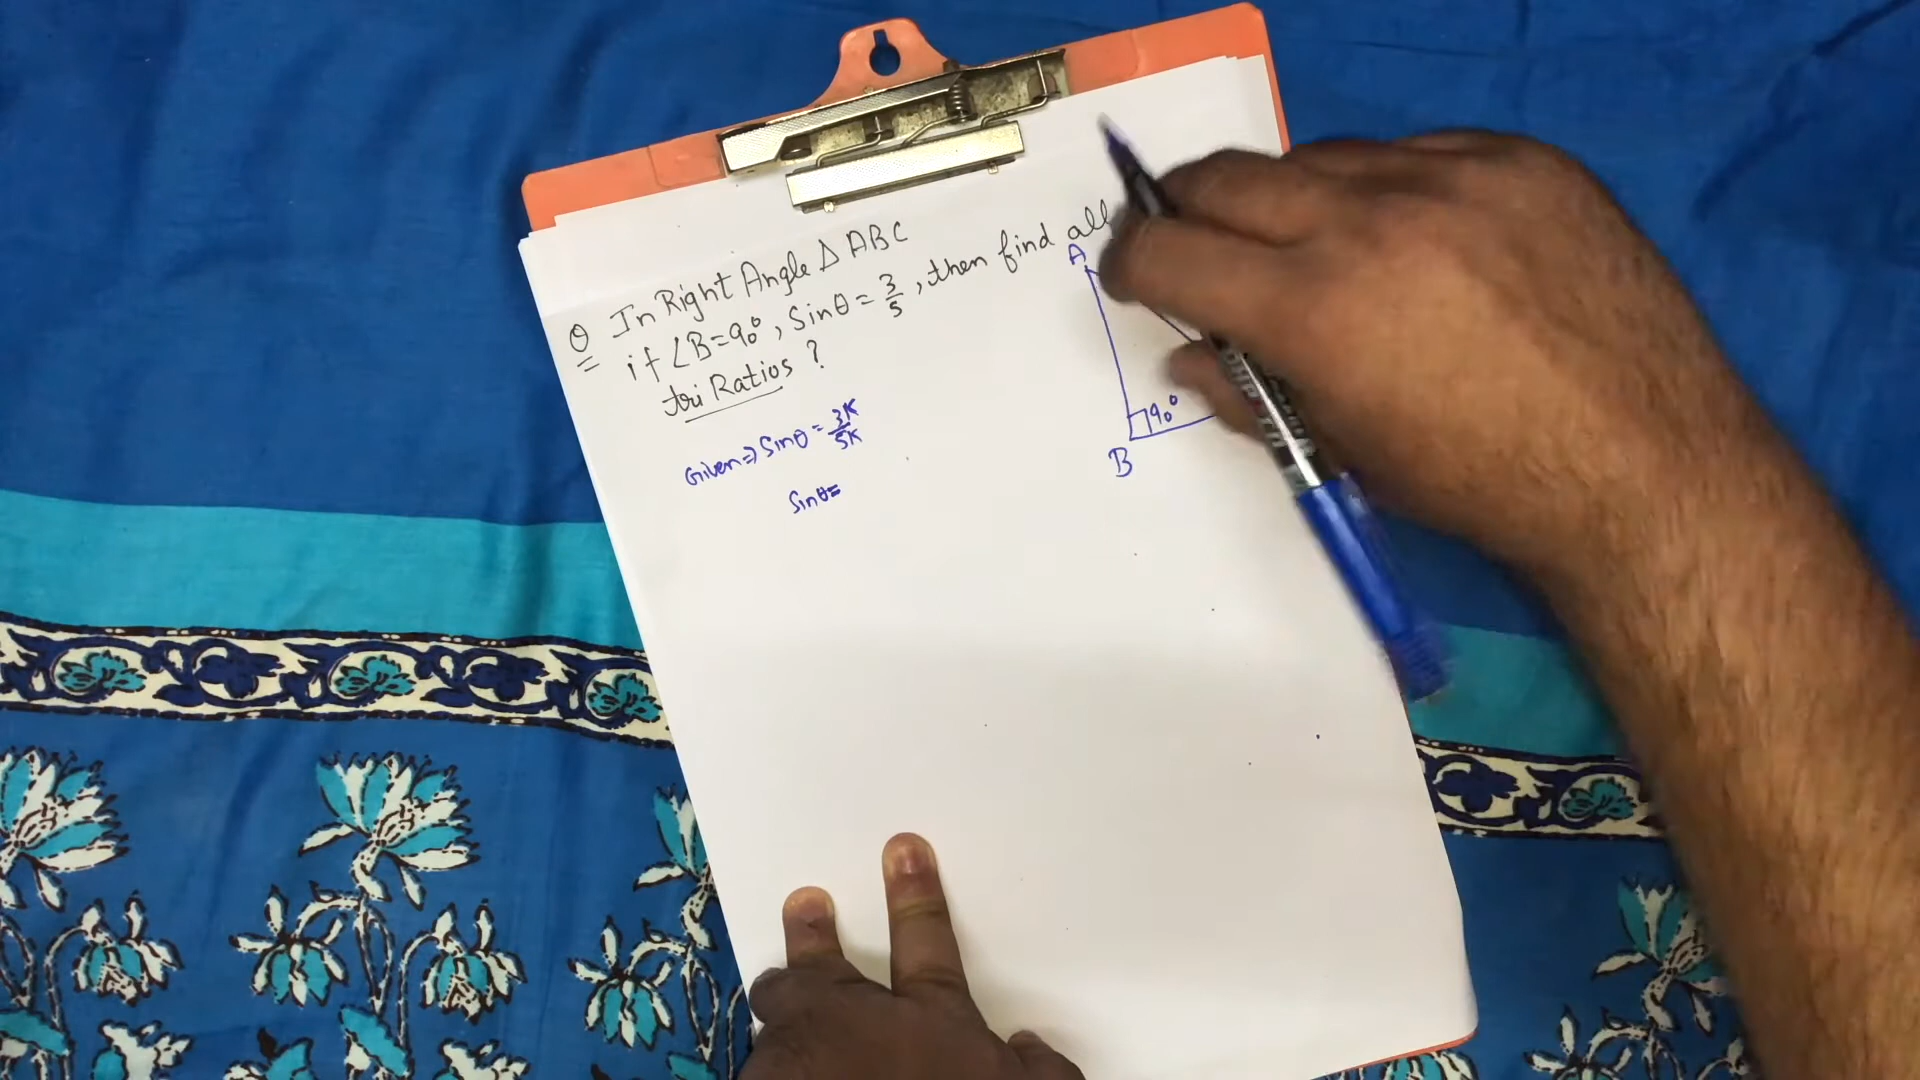 Q In Right Angle Δ ABC
if ∠B=90°, Sinθ = 3/5, then find all
tri Ratios ?
Given=> Sinθ = 3K/5K
Sinθ=
A
90°
B